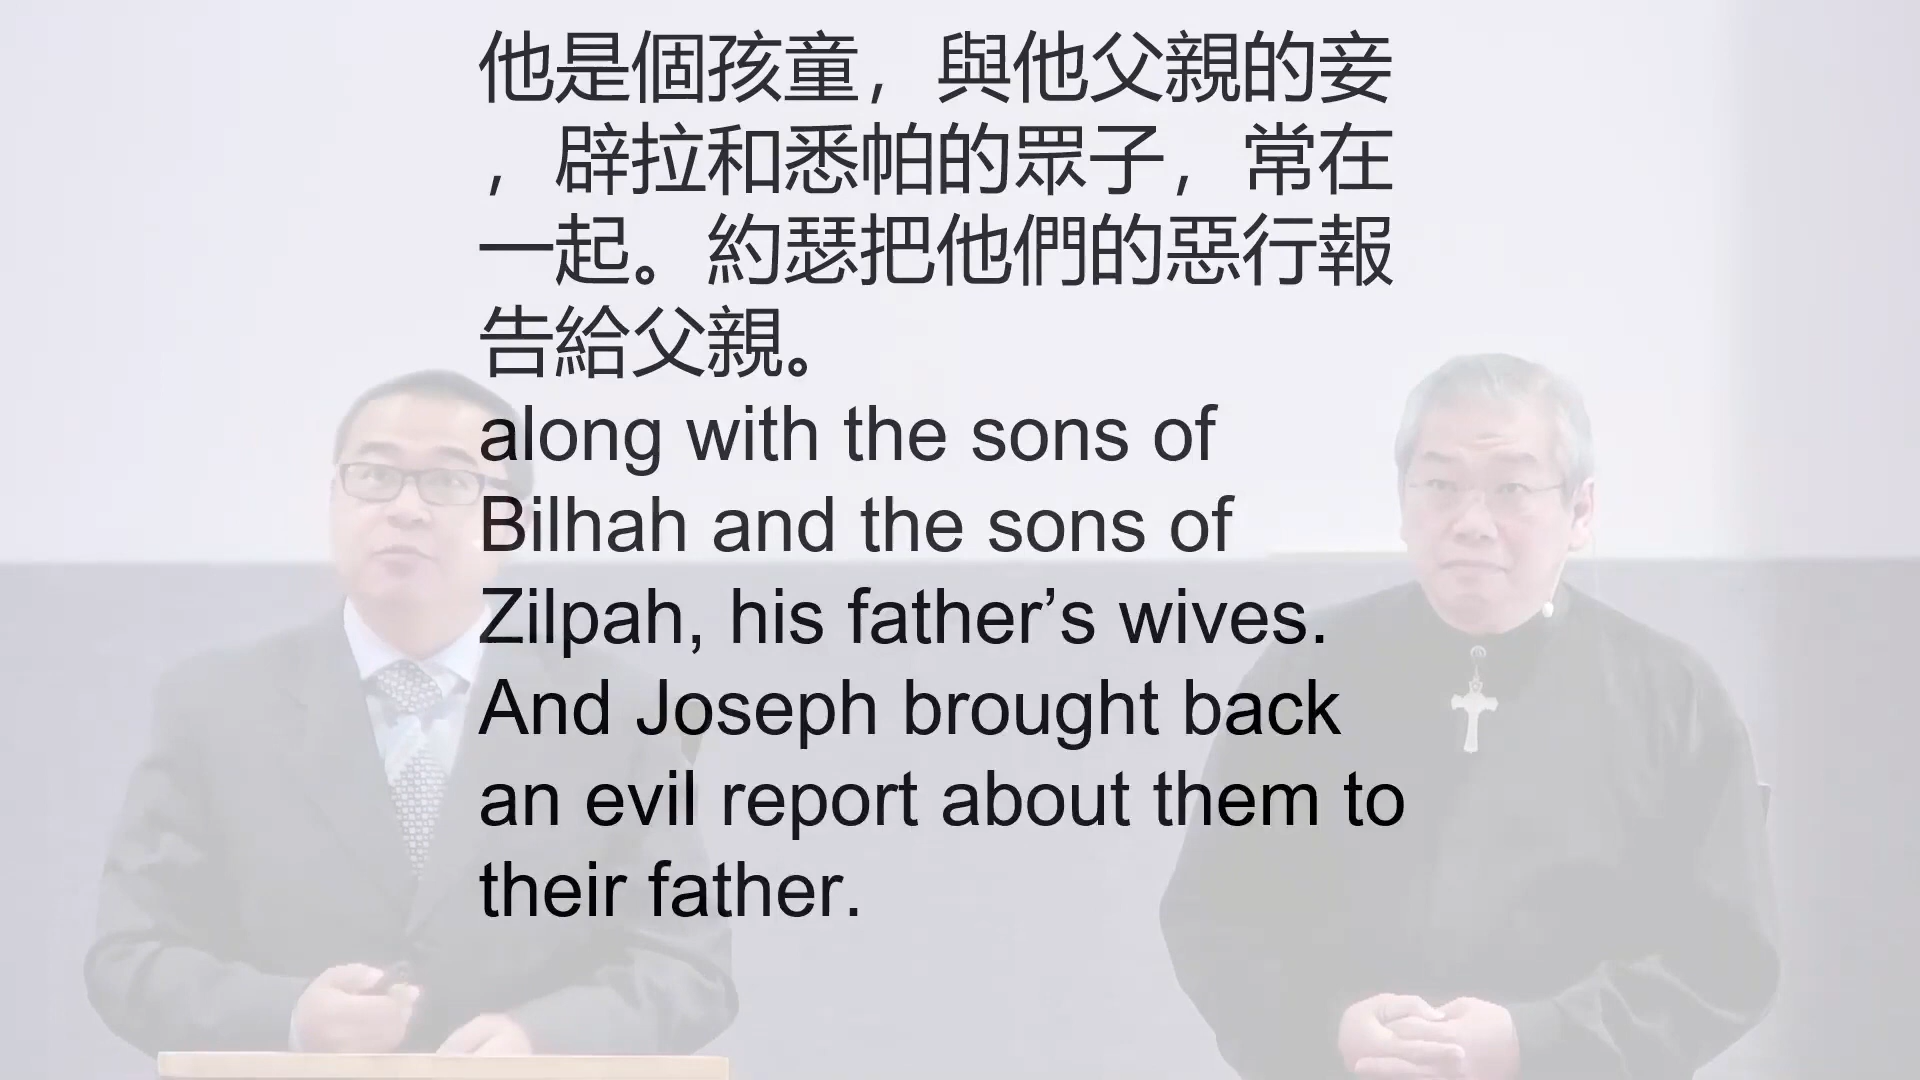 他是個孩童，與他父親的妾
，辟拉和悉帕的眾子，常在
一起。約瑟把他們的惡行報
告給父親。
along with the sons of
Bilhah and the sons of
Zilpah, his father’s wives.
And Joseph brought back
an evil report about them to
their father.